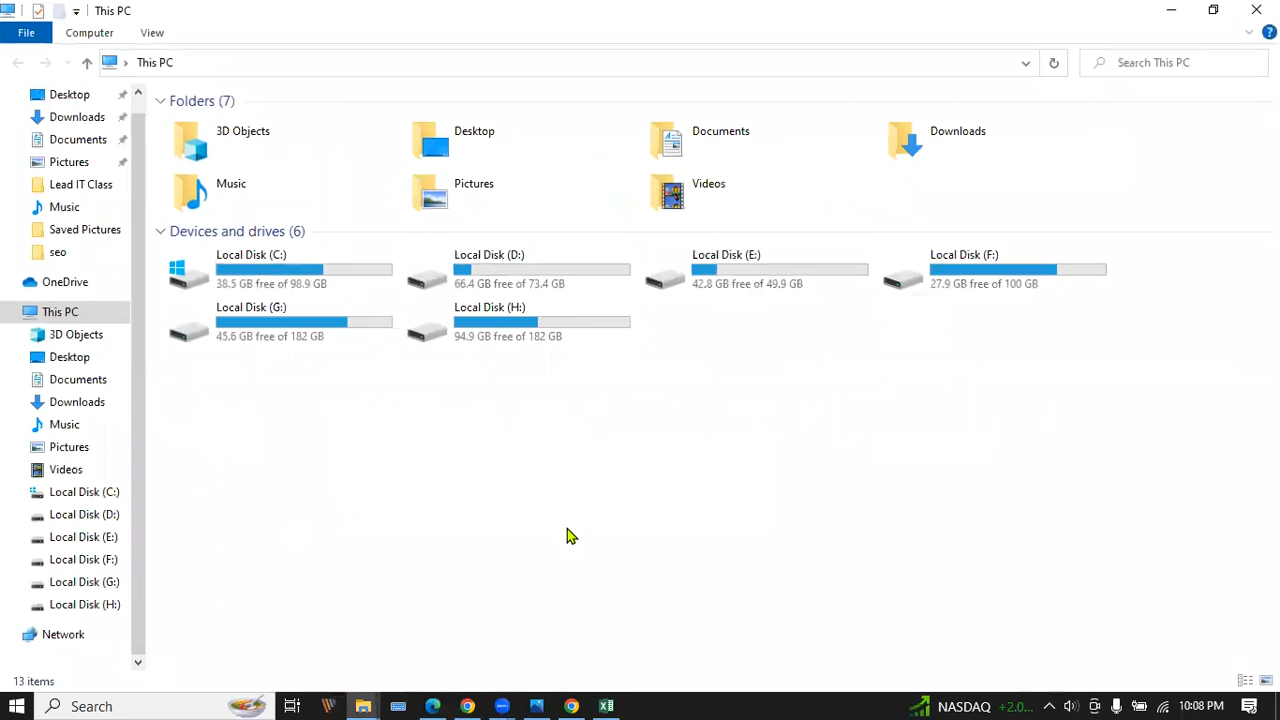 This PC
File
Computer
View
This PC
Search This PC
Desktop
Downloads
Documents
Pictures
Lead IT Class
Music
Saved Pictures
seo
OneDrive
This PC
3D Objects
Desktop
Documents
Downloads
Music
Pictures
Videos
Local Disk (C:)
Local Disk (D:)
Local Disk (E:)
Local Disk (F:)
Local Disk (G:)
Local Disk (H:)
Network
Folders (7)
3D Objects
Desktop
Documents
Downloads
Music
Pictures
Videos
Devices and drives (6)
Local Disk (C:)
38.5 GB free of 98.9 GB
Local Disk (D:)
66.4 GB free of 73.4 GB
Local Disk (E:)
42.8 GB free of 49.9 GB
Local Disk (F:)
27.9 GB free of 100 GB
Local Disk (G:)
45.6 GB free of 182 GB
Local Disk (H:)
94.9 GB free of 182 GB
13 items
Search
NASDAQ +2.0...
10:08 PM